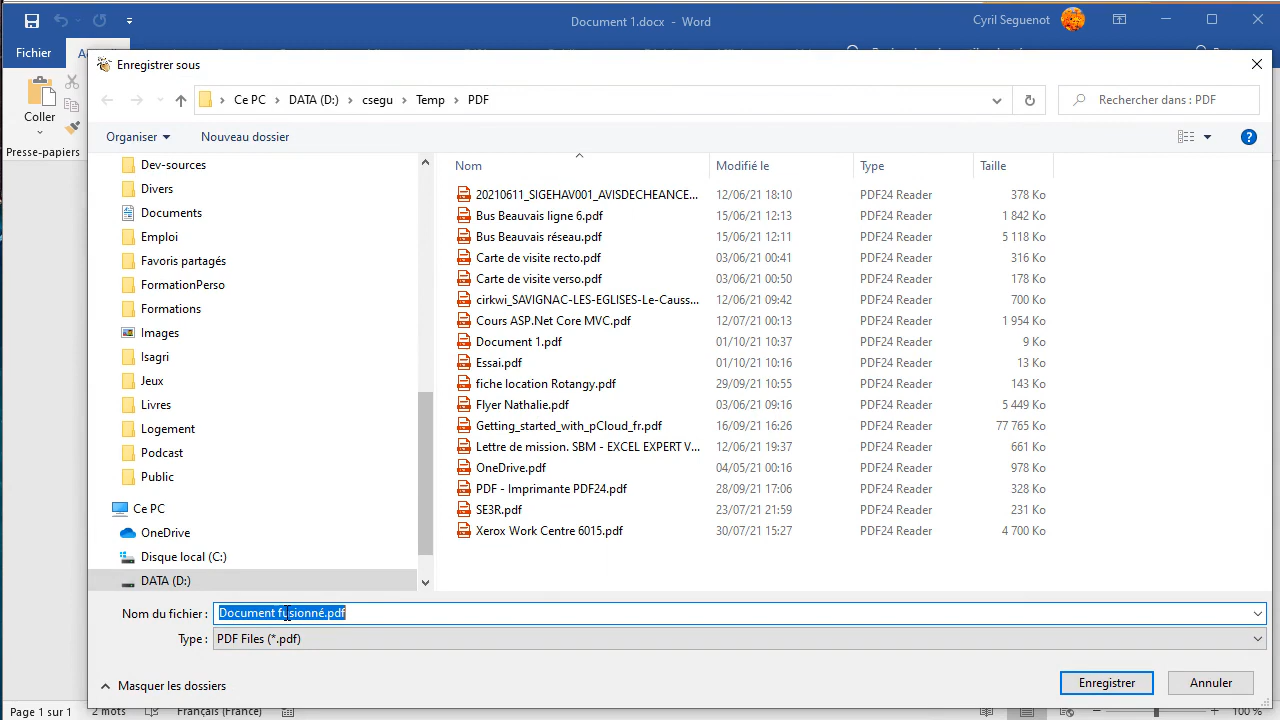 Document 1.docx - Word
Cyril Seguenot
Fichier
Enregistrer sous
Coller
Presse-papiers
Ce PC
DATA (D:)
csegu
Temp
PDF
Rechercher dans : PDF
Organiser
Nouveau dossier
Dev-sources
Divers
Documents
Emploi
Favoris partagés
FormationPerso
Formations
Images
Isagri
Jeux
Livres
Logement
Podcast
Public
Ce PC
OneDrive
Disque local (C:)
DATA (D:)
Nom Modifié le Type Taille
20210611_SIGEHAV001_AVISDECHEANCE... 12/06/21 18:10 PDF24 Reader 378 Ko
Bus Beauvais ligne 6.pdf 15/06/21 12:13 PDF24 Reader 1 842 Ko
Bus Beauvais réseau.pdf 15/06/21 12:11 PDF24 Reader 5 118 Ko
Carte de visite recto.pdf 03/06/21 00:41 PDF24 Reader 316 Ko
Carte de visite verso.pdf 03/06/21 00:50 PDF24 Reader 178 Ko
cirkwi_SAVIGNAC-LES-EGLISES-Le-Causs... 12/06/21 09:42 PDF24 Reader 700 Ko
Cours ASP.Net Core MVC.pdf 12/07/21 00:13 PDF24 Reader 1 954 Ko
Document 1.pdf 01/10/21 10:37 PDF24 Reader 9 Ko
Essai.pdf 01/10/21 10:16 PDF24 Reader 13 Ko
fiche location Rotangy.pdf 29/09/21 10:55 PDF24 Reader 143 Ko
Flyer Nathalie.pdf 03/06/21 09:16 PDF24 Reader 5 449 Ko
Getting_started_with_pCloud_fr.pdf 16/09/21 16:26 PDF24 Reader 77 765 Ko
Lettre de mission. SBM - EXCEL EXPERT V... 12/06/21 19:37 PDF24 Reader 661 Ko
OneDrive.pdf 04/05/21 00:16 PDF24 Reader 978 Ko
PDF - Imprimante PDF24.pdf 28/09/21 17:06 PDF24 Reader 328 Ko
SE3R.pdf 23/07/21 21:59 PDF24 Reader 231 Ko
Xerox Work Centre 6015.pdf 30/07/21 15:27 PDF24 Reader 4 700 Ko
Nom du fichier : Document fusionné.pdf
Type : PDF Files (*.pdf)
Masquer les dossiers
Enregistrer
Annuler
Page 1 sur 1 2 mots Français (France) 100 %